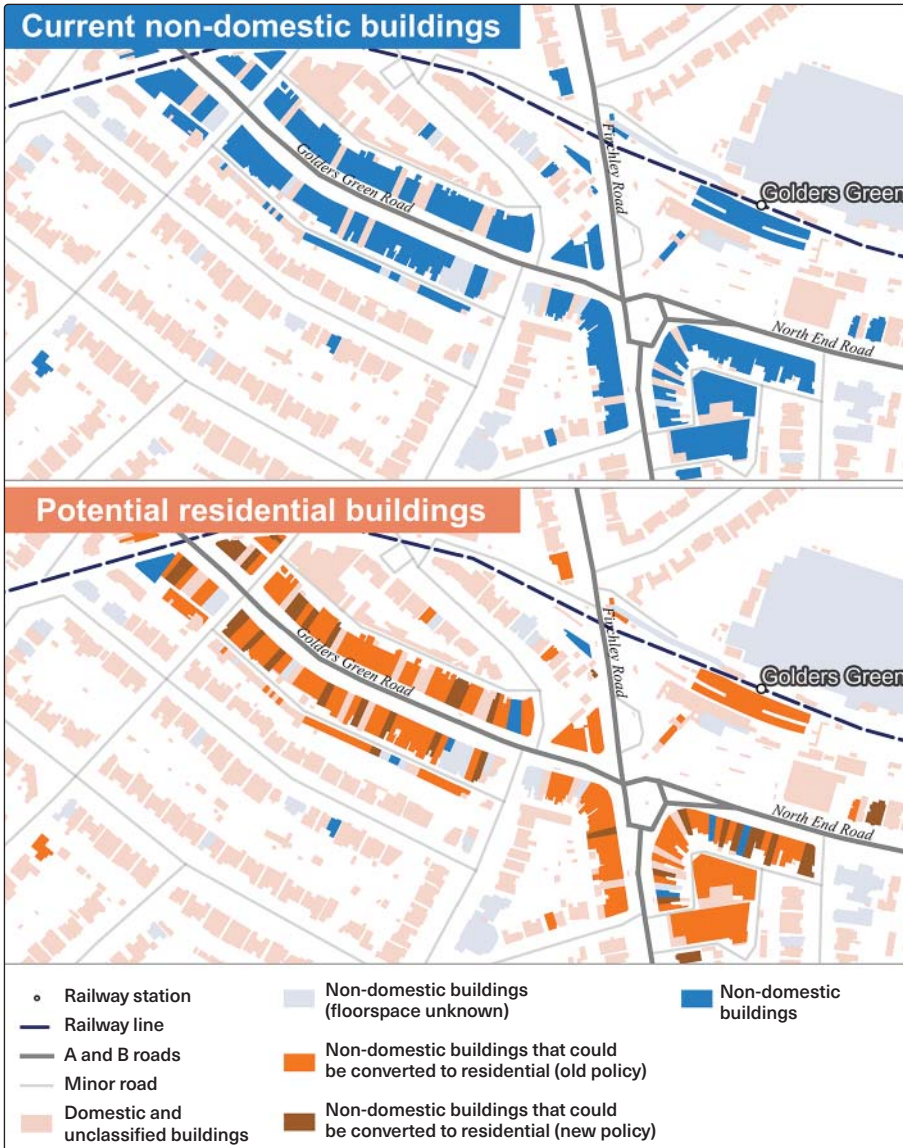 Current non-domestic buildings
Golders Green Road
Finchley Road
Golders Green
North End Road
Potential residential buildings
Golders Green Road
Finchley Road
Golders Green
North End Road
Railway station
Railway line
A and B roads
Minor road
Domestic and
unclassified buildings
Non-domestic buildings
(floorspace unknown)
Non-domestic buildings that could
be converted to residential (old policy)
Non-domestic buildings that could
be converted to residential (new policy)
Non-domestic
buildings